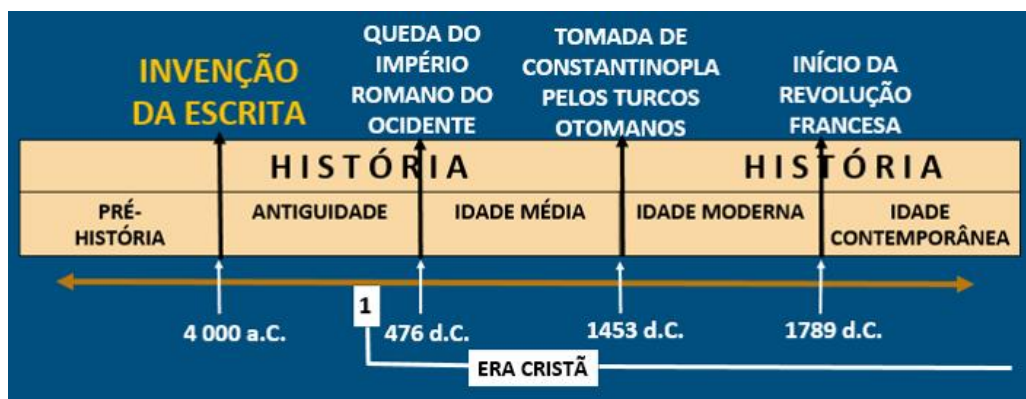 INVENÇÃO
DA ESCRITA
QUEDA DO
IMPÉRIO
ROMANO DO
OCIDENTE
TOMADA DE
CONSTANTINOPLA
PELOS TURCOS
OTOMANOS
INÍCIO DA
REVOLUÇÃO
FRANCESA
HISTÓRIA
HISTÓRIA
PRÉ-
HISTÓRIA
ANTIGUIDADE
IDADE MÉDIA
IDADE MODERNA
IDADE
CONTEMPORÂNEA
1
4 000 a.C.
476 d.C.
1453 d.C.
1789 d.C.
ERA CRISTÃ